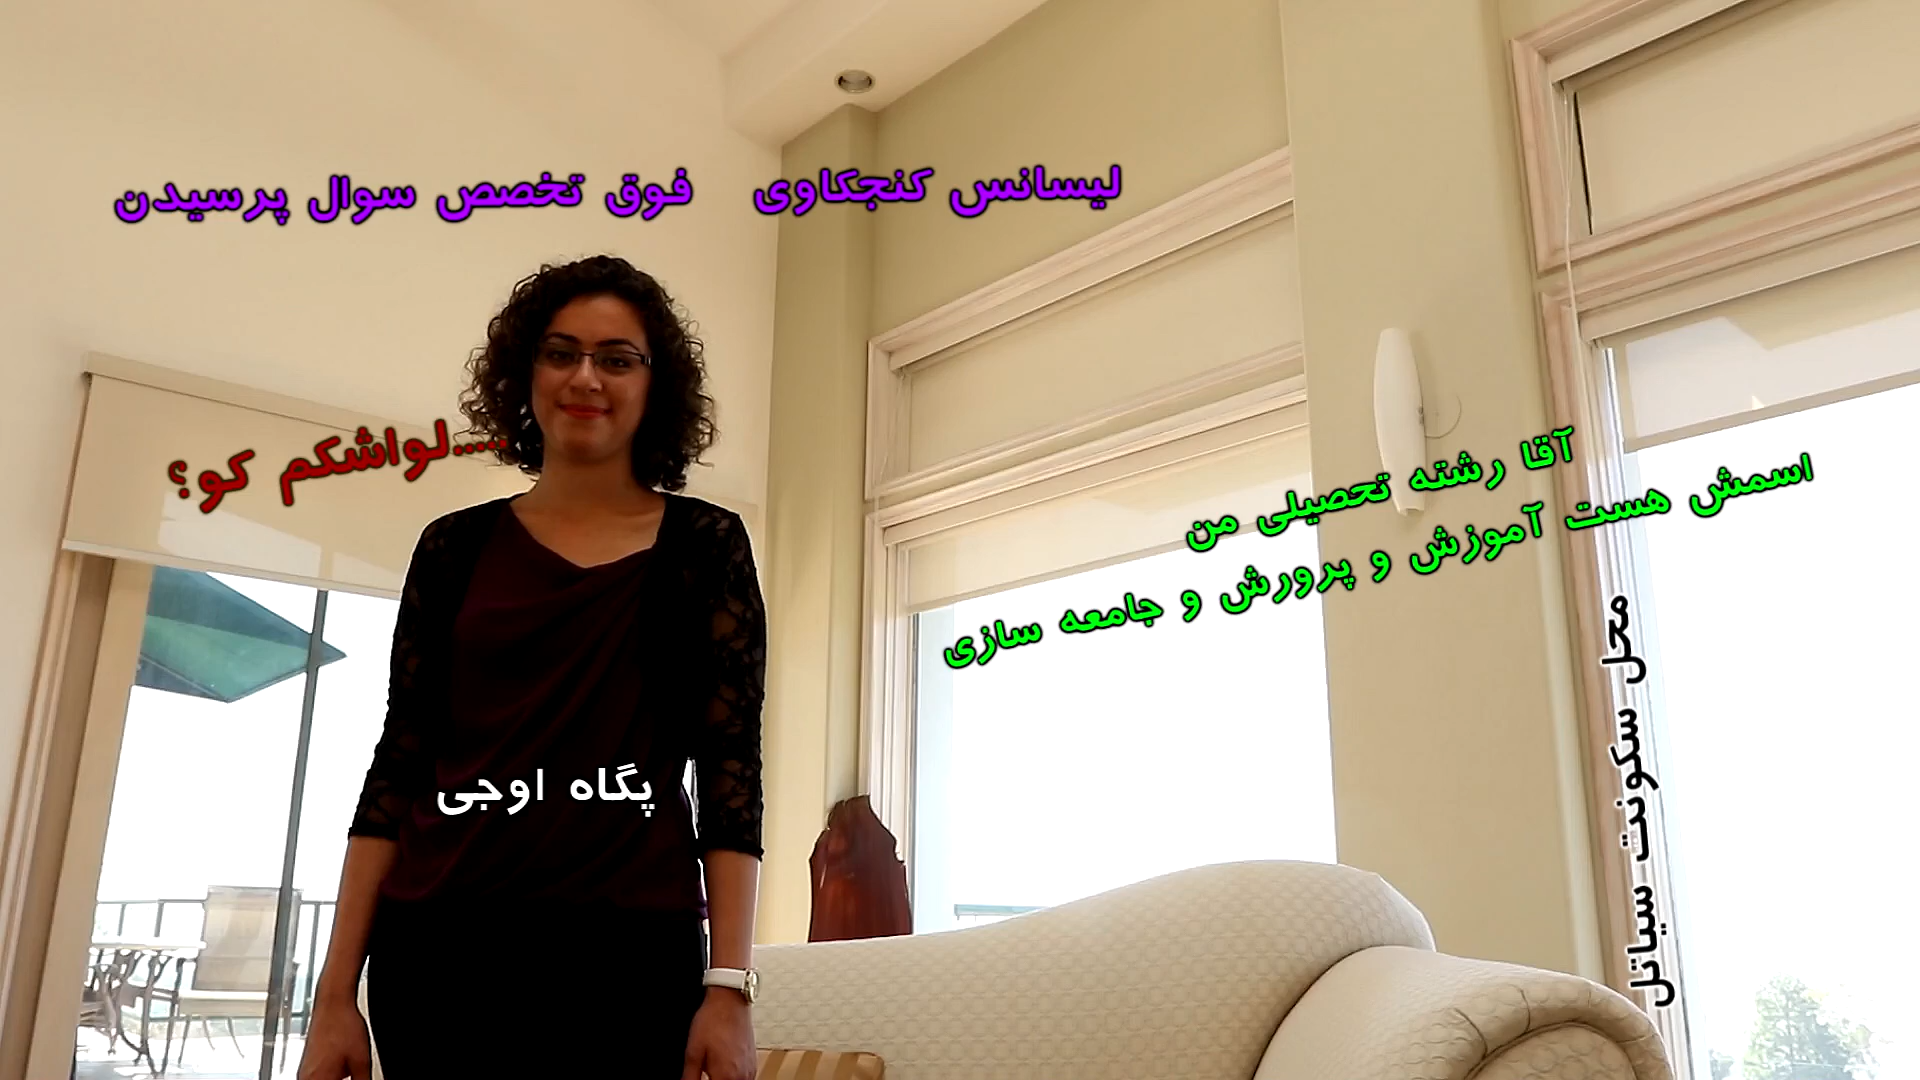 لیسانس کنجکاوی   فوق تخصص سوال پرسیدن
.....لواشکم کو؟
آقا رشته تحصیلی من
اسمش هست آموزش و پرورش و جامعه سازی
محل سکونت سیاتل
پگاه اوجی